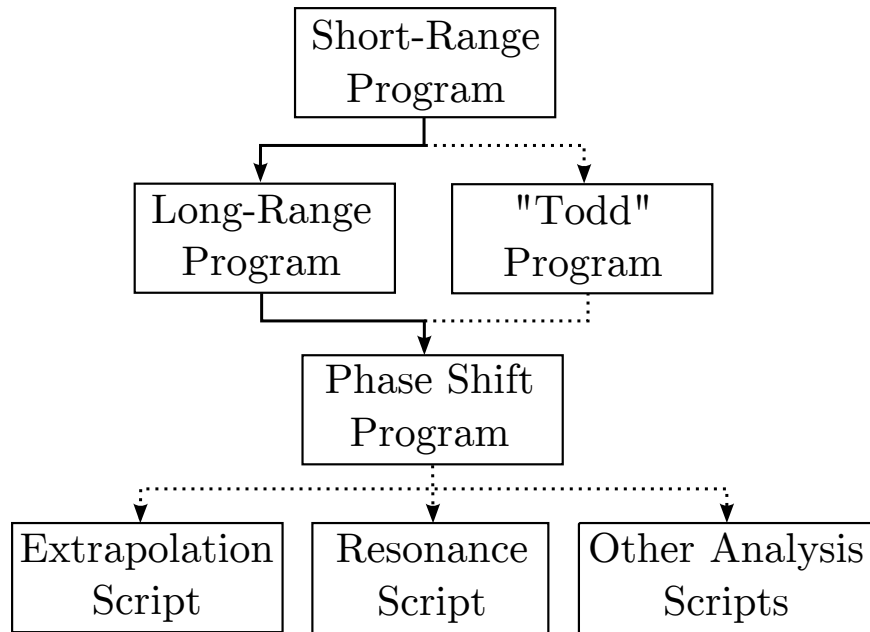 Short-Range
Program
Long-Range
Program
"Todd"
Program
Phase Shift
Program
Extrapolation
Script
Resonance
Script
Other Analysis
Scripts